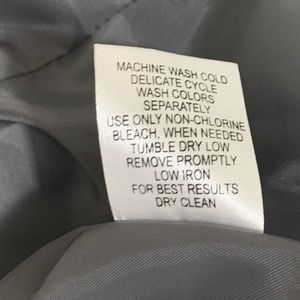 MACHINE WASH COLD
DELICATE CYCLE
WASH COLORS
SEPARATELY
USE ONLY NON-CHLORINE
BLEACH, WHEN NEEDED
TUMBLE DRY LOW
REMOVE PROMPTLY
LOW IRON
FOR BEST RESULTS
DRY CLEAN